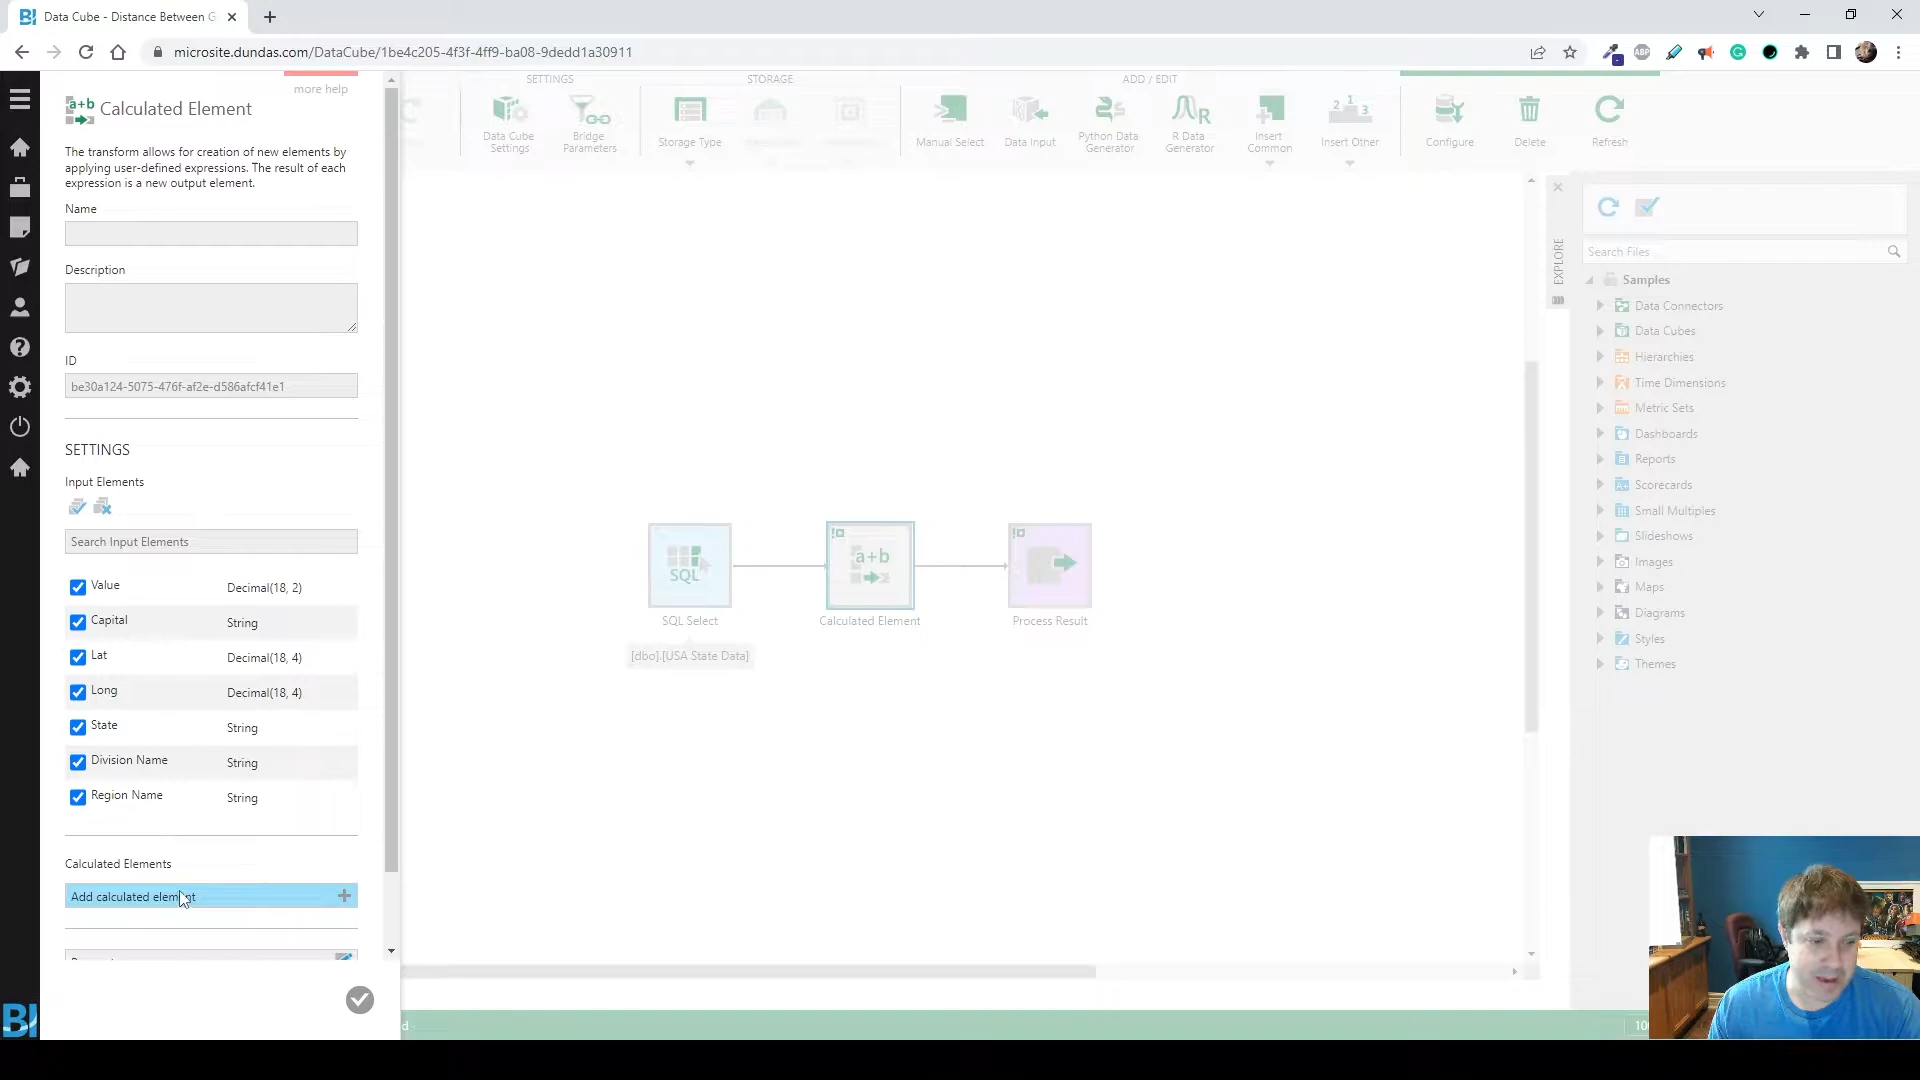 Data Cube - Distance Between G
microsite.dundas.com/DataCube/1be4c205-4f3f-4ff9-ba08-9dedd1a30911
ABP
more help
a+b
Calculated Element
The transform allows for creation of new elements by
applying user-defined expressions. The result of each
expression is a new output element.
Name
Description
ID
be30a124-5075-476f-af2e-d586afcf41e1
SETTINGS
Input Elements
Search Input Elements
Value Decimal(18, 2)
Capital String
Lat Decimal(18, 4)
Long Decimal(18, 4)
State String
Division Name String
Region Name String
Calculated Elements
Add calculated element
SETTINGS
STORAGE
ADD / EDIT
Data Cube
Settings
Bridge
Parameters
Storage Type
Manual Select
Data Input
Python Data
Generator
R Data
Generator
Insert
Common
Insert Other
Configure
Delete
Refresh
SQL
SQL Select
[dbo].[USA State Data]
a+b
Calculated Element
Process Result
EXPLORE
Search Files
Samples
Data Connectors
Data Cubes
Hierarchies
Time Dimensions
Metric Sets
Dashboards
Reports
Scorecards
Small Multiples
Slideshows
Images
Maps
Diagrams
Styles
Themes
BI